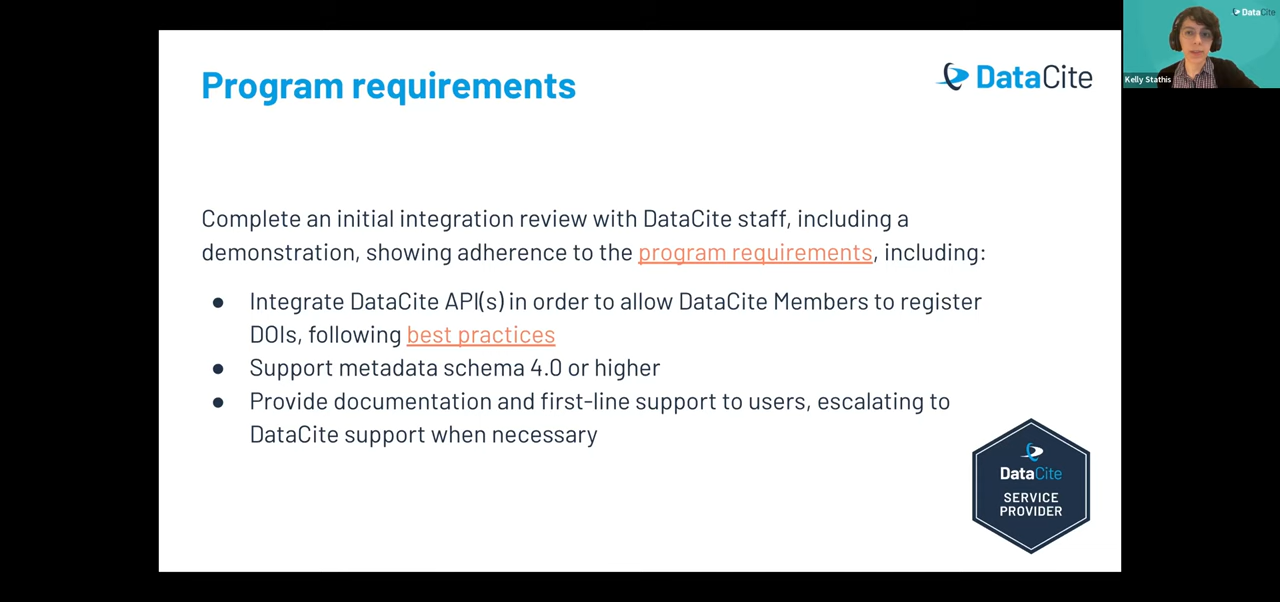 Program requirements
DataCite
DataCite
Kelly Stathis
Complete an initial integration review with DataCite staff, including a
demonstration, showing adherence to the program requirements, including:
● Integrate DataCite API(s) in order to allow DataCite Members to register
DOIs, following best practices
● Support metadata schema 4.0 or higher
● Provide documentation and first-line support to users, escalating to
DataCite support when necessary
DataCite
SERVICE
PROVIDER